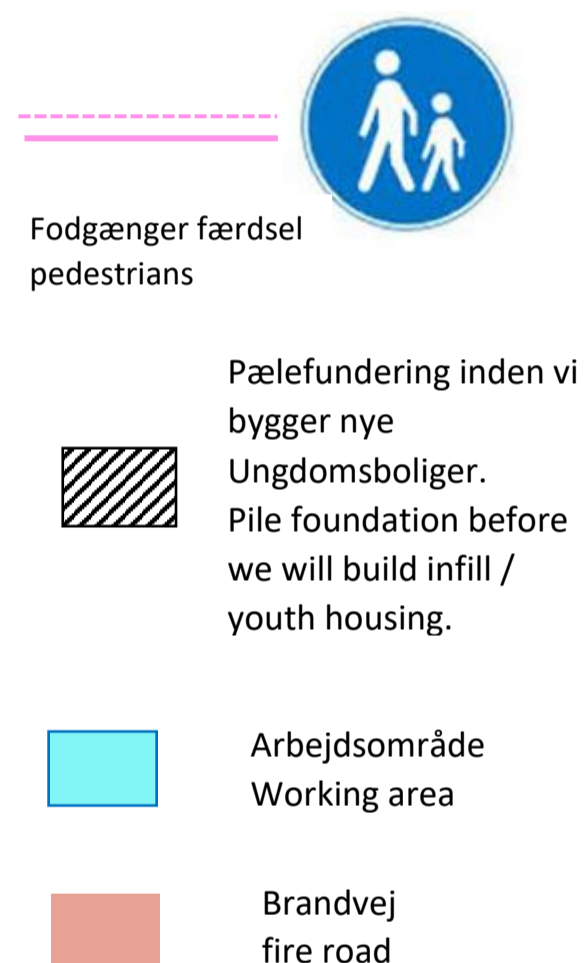 Fodgænger færdsel
pedestrians
Pælefundering inden vi
bygger nye
Ungdomsboliger.
Pile foundation before
we will build infill /
youth housing.
Arbejdsområde
Working area
Brandvej
fire road